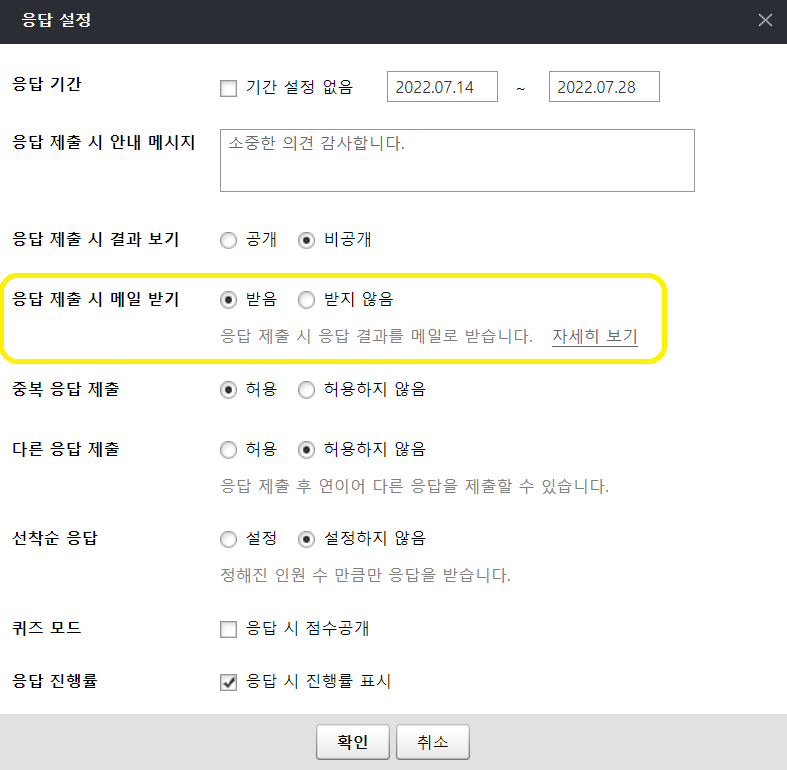 응답 설정
응답 기간 기간 설정 없음 2022.07.14 ~ 2022.07.28
응답 제출 시 안내 메시지 소중한 의견 감사합니다.
응답 제출 시 결과 보기 공개 비공개
응답 제출 시 메일 받기 받음 받지 않음
응답 제출 시 응답 결과를 메일로 받습니다. 자세히 보기
중복 응답 제출 허용 허용하지 않음
다른 응답 제출 허용 허용하지 않음
응답 제출 후 연이어 다른 응답을 제출할 수 있습니다.
선착순 응답 설정 설정하지 않음
정해진 인원 수 만큼만 응답을 받습니다.
퀴즈 모드 응답 시 점수공개
응답 진행률 응답 시 진행률 표시
확인 취소